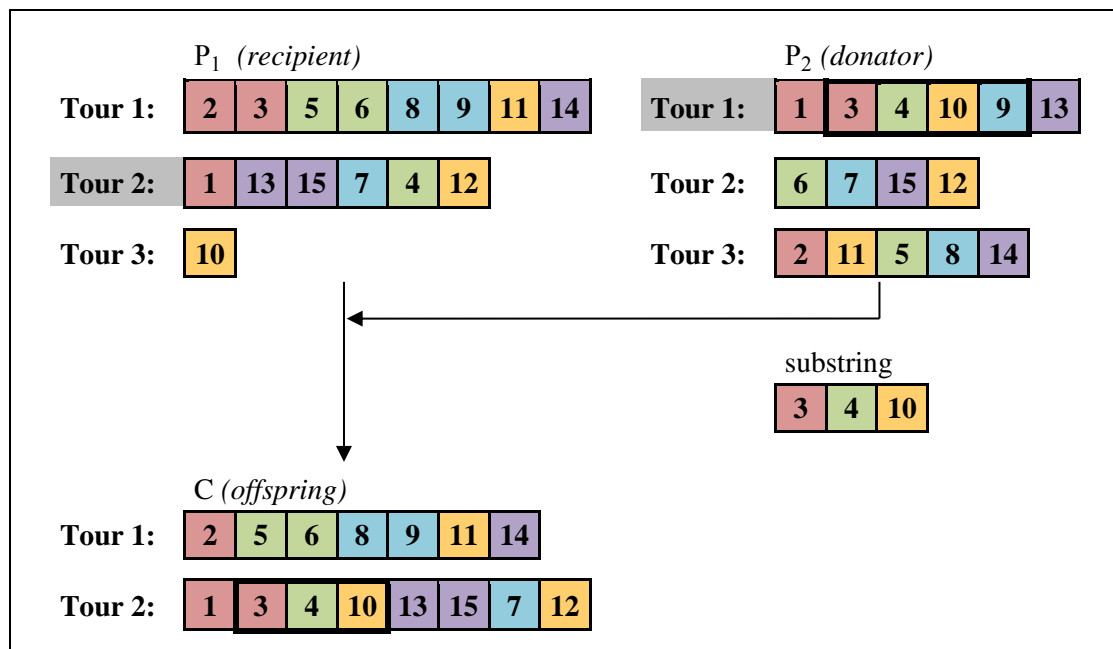 P1 (recipient)
Tour 1: 2 3 5 6 8 9 11 14
Tour 2: 1 13 15 7 4 12
Tour 3: 10
P2 (donator)
Tour 1: 1 3 4 10 9 13
Tour 2: 6 7 15 12
Tour 3: 2 11 5 8 14
substring
3 4 10
C (offspring)
Tour 1: 2 5 6 8 9 11 14
Tour 2: 1 3 4 10 13 15 7 12